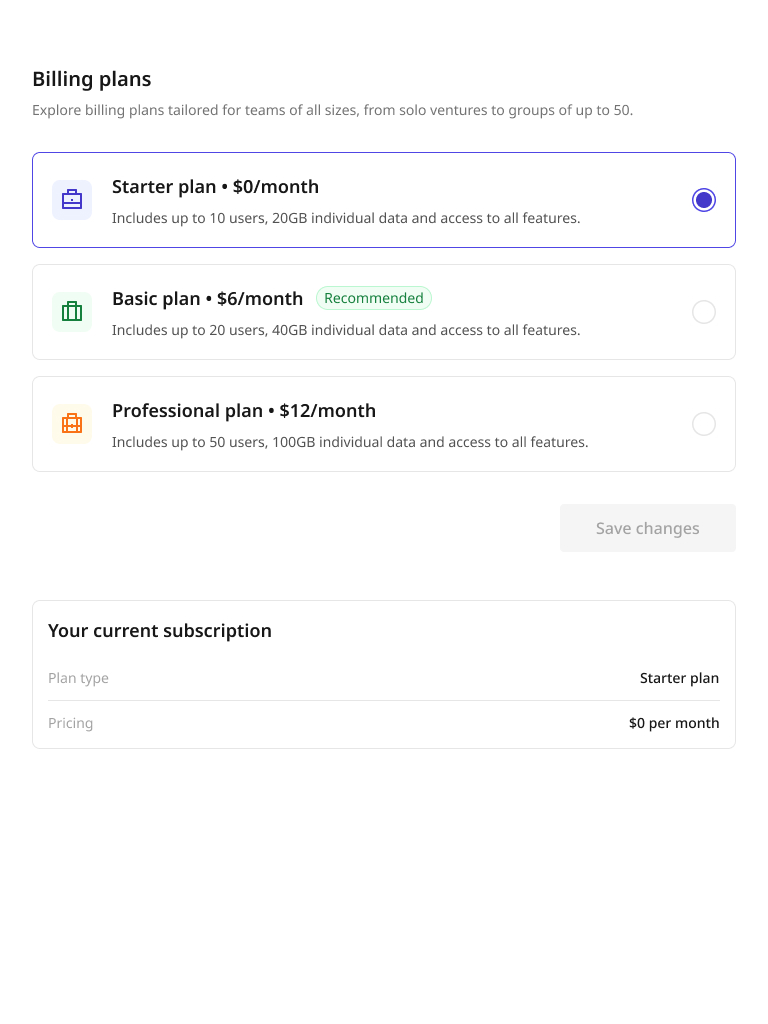 Billing plans
Explore billing plans tailored for teams of all sizes, from solo ventures to groups of up to 50.
Starter plan • $0/month
Includes up to 10 users, 20GB individual data and access to all features.
Basic plan • $6/month Recommended
Includes up to 20 users, 40GB individual data and access to all features.
Professional plan • $12/month
Includes up to 50 users, 100GB individual data and access to all features.
Save changes
Your current subscription
Plan type Starter plan
Pricing $0 per month